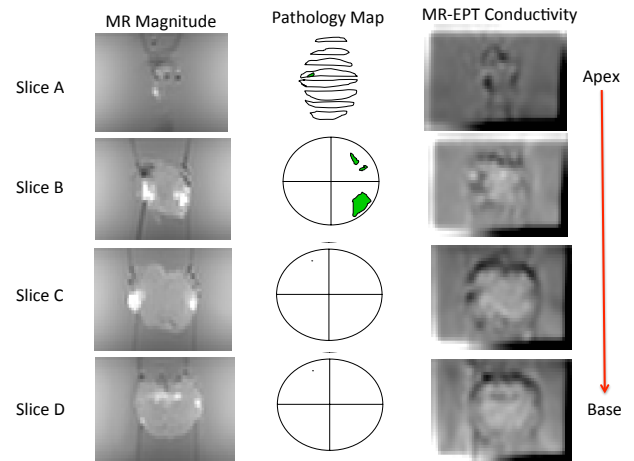 MR Magnitude
Pathology Map
MR-EPT Conductivity
Slice A
Apex
Slice B
Slice C
Slice D
Base